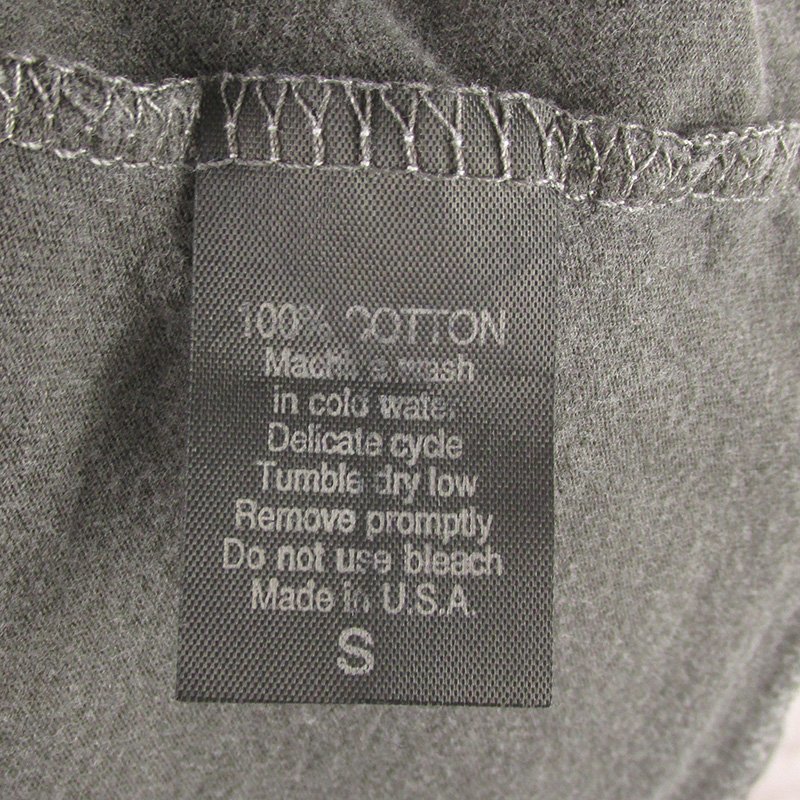 100% COTTON
Machine wash
in cold water
Delicate cycle
Tumble dry low
Remove promptly
Do not use bleach
Made in U.S.A.
S